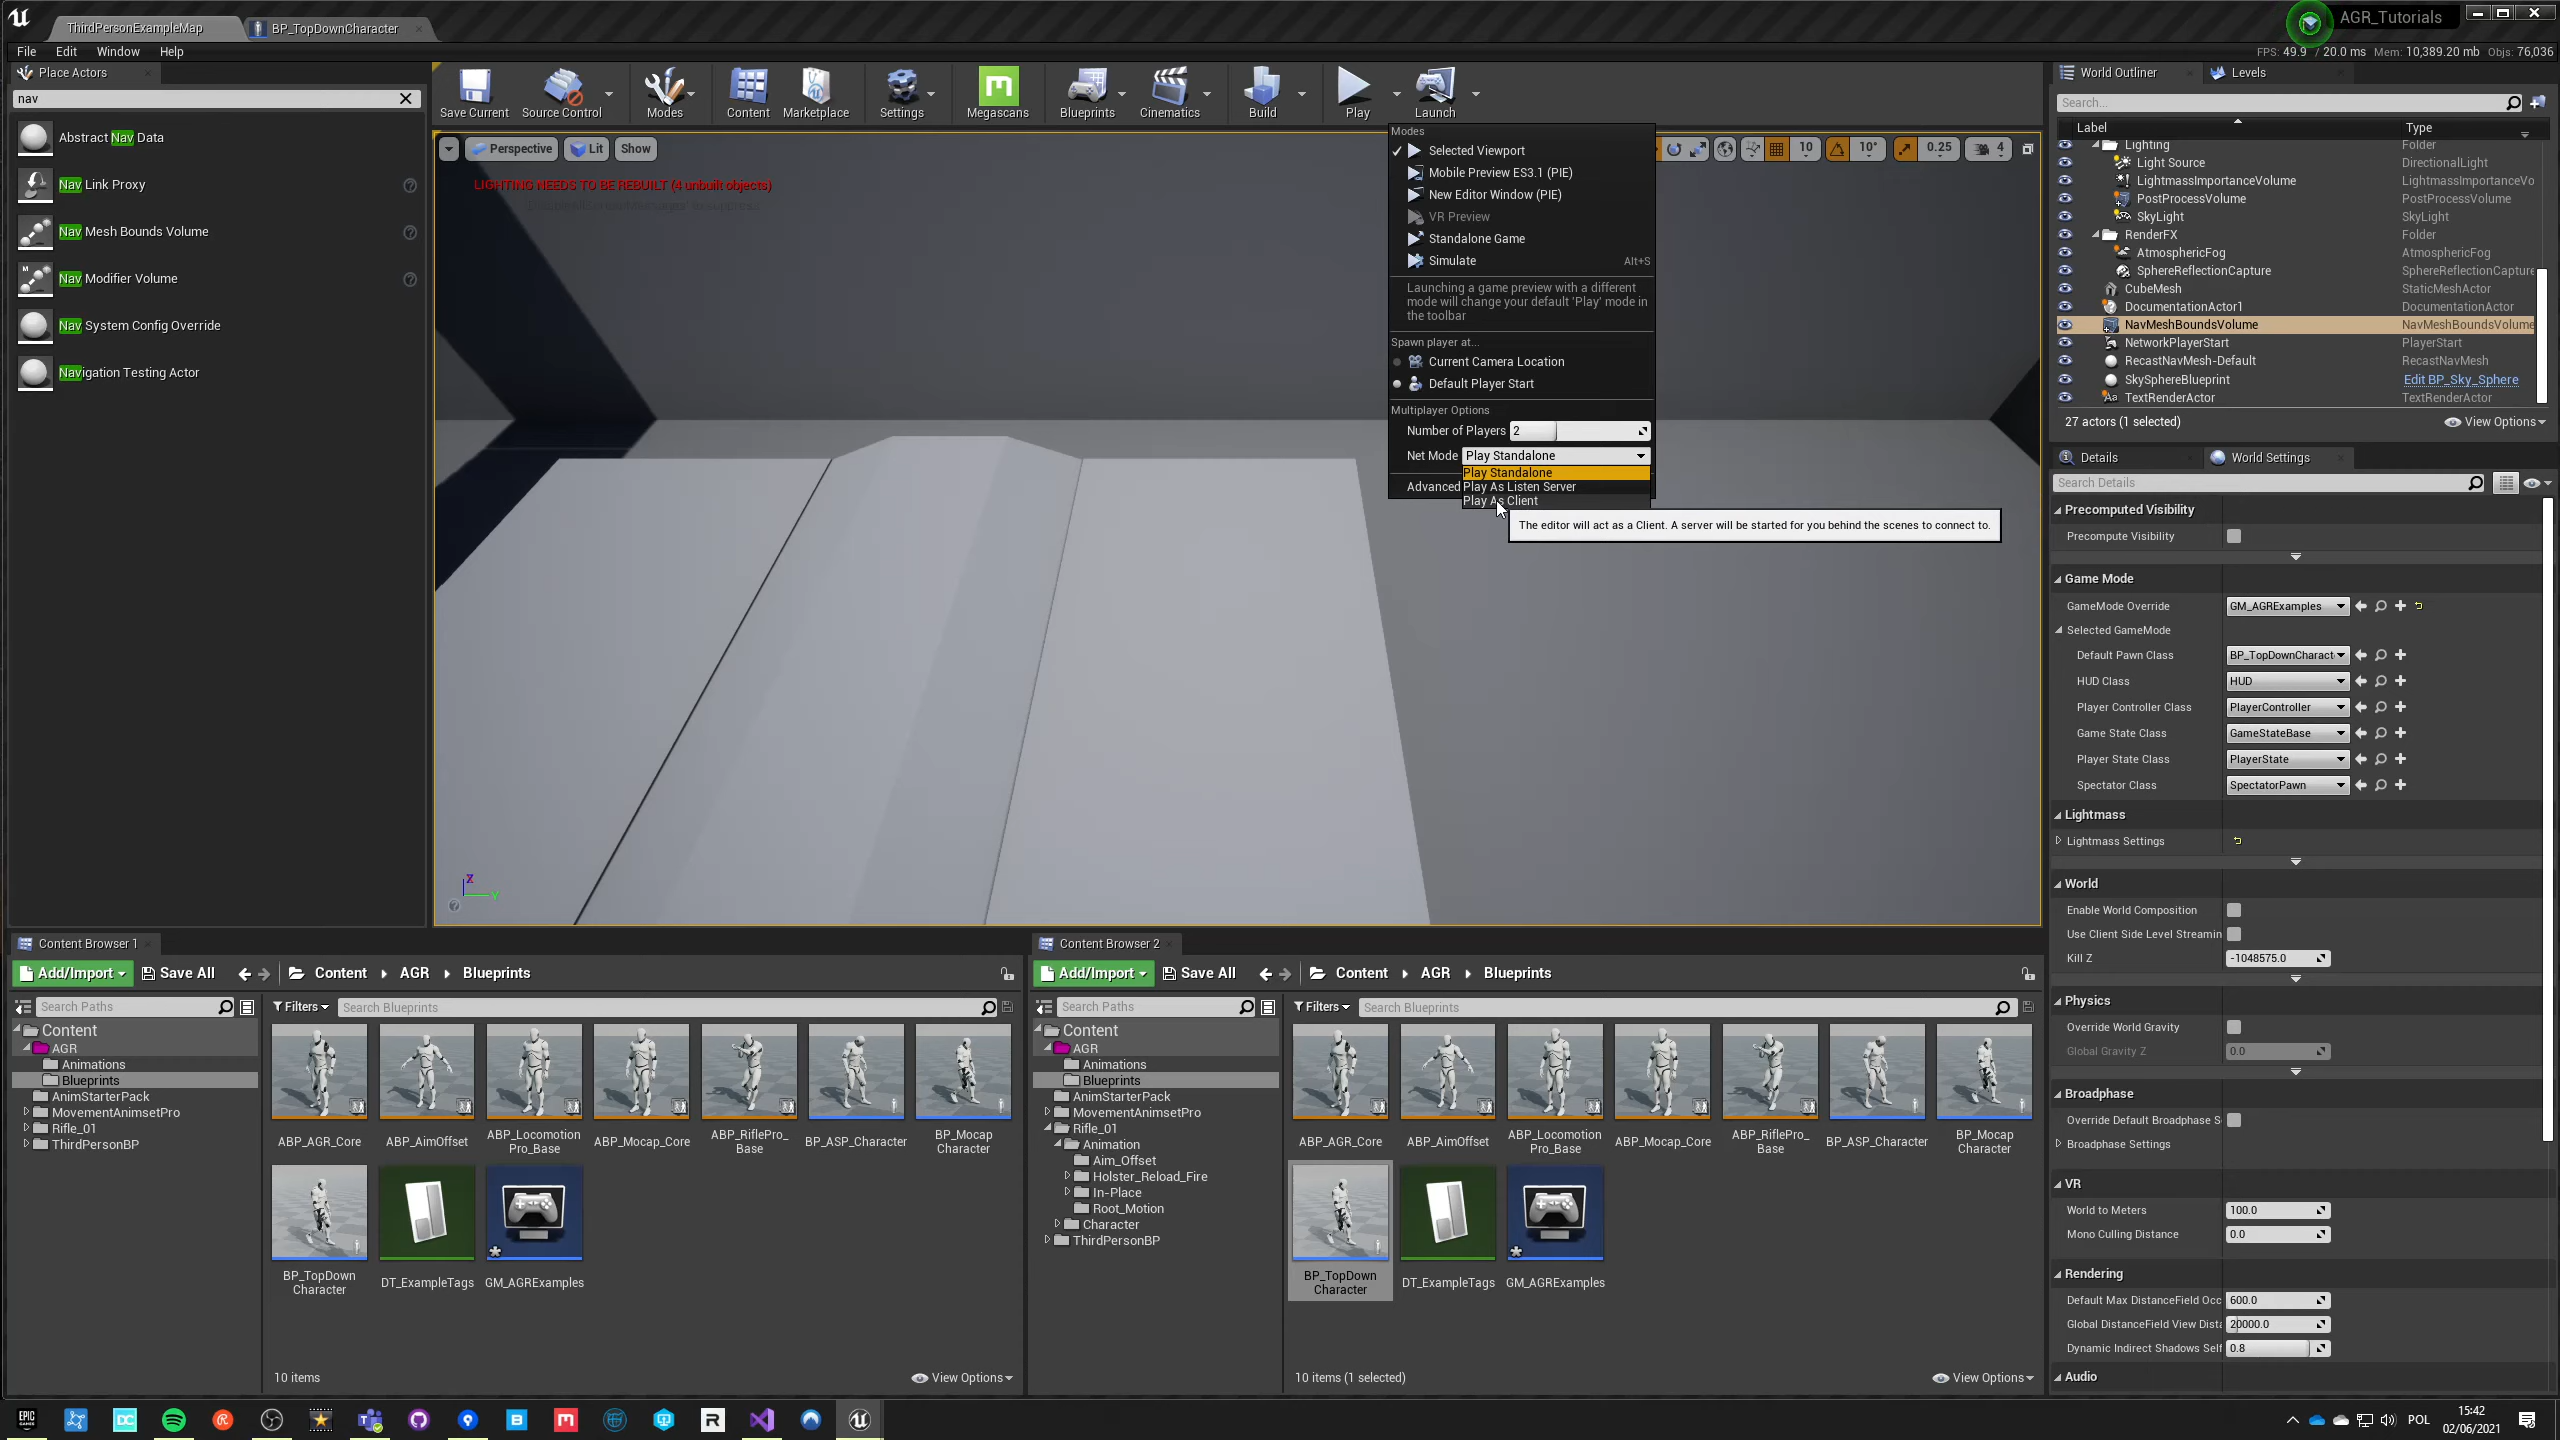 ThirdPersonExampleMap
BP_TopDownCharacter
AGR_Tutorials
File Edit Window Help
FPS: 49.9 / 20.0 ms Mem: 10,389.20 mb Objs: 76,036
Place Actors
nav
Abstract Nav Data
Nav Link Proxy
Nav Mesh Bounds Volume
Nav Modifier Volume
Nav System Config Override
Navigation Testing Actor
Save Current
Source Control
Modes
Content
Marketplace
Settings
Megascans
Blueprints
Cinematics
Build
Play
Launch
Perspective Lit Show
10 10° 0.25 4
LIGHTING NEEDS TO BE REBUILT (4 unbuilt objects)
Modes
Selected Viewport
Mobile Preview ES3.1 (PIE)
New Editor Window (PIE)
VR Preview
Standalone Game
Simulate Alt+S
Launching a game preview with a different
mode will change your default 'Play' mode in
the toolbar
Spawn player at...
Current Camera Location
Default Player Start
Multiplayer Options
Number of Players 2
Net Mode Play Standalone
Play Standalone
Advanced Play As Listen Server
Play As Client
The editor will act as a Client. A server will be started for you behind the scenes to connect to.
Z
Y
World Outliner
Levels
Search...
Label Type
Lighting Folder
Light Source DirectionalLight
LightmassImportanceVolume LightmassImportanceVo
PostProcessVolume PostProcessVolume
SkyLight SkyLight
RenderFX Folder
AtmosphericFog AtmosphericFog
SphereReflectionCapture SphereReflectionCapture
CubeMesh StaticMeshActor
DocumentationActor1 DocumentationActor
NavMeshBoundsVolume NavMeshBoundsVolume
NetworkPlayerStart PlayerStart
RecastNavMesh-Default RecastNavMesh
SkySphereBlueprint Edit BP_Sky_Sphere
TextRenderActor TextRenderActor
27 actors (1 selected) View Options
Details
World Settings
Search Details
Precomputed Visibility
Precompute Visibility
Game Mode
GameMode Override GM_AGRExamples
Selected GameMode
Default Pawn Class BP_TopDownCharact
HUD Class HUD
Player Controller Class PlayerController
Game State Class GameStateBase
Player State Class PlayerState
Spectator Class SpectatorPawn
Lightmass
Lightmass Settings
World
Enable World Composition
Use Client Side Level Streamin
Kill Z -1048575.0
Physics
Override World Gravity
Global Gravity Z 0.0
Broadphase
Override Default Broadphase S
Broadphase Settings
VR
World to Meters 100.0
Mono Culling Distance 0.0
Rendering
Default Max DistanceField Occ 600.0
Global DistanceField View Dista 20000.0
Dynamic Indirect Shadows Self 0.8
Audio
Content Browser 1
Add/Import Save All Content AGR Blueprints
Search Paths
Filters Search Blueprints
Content
AGR
Animations
Blueprints
AnimStarterPack
MovementAnimsetPro
Rifle_01
ThirdPersonBP
ABP_AGR_Core
ABP_AimOffset
ABP_Locomotion
Pro_Base
ABP_Mocap_Core
ABP_RiflePro_
Base
BP_ASP_Character
BP_Mocap
Character
BP_TopDown
Character
DT_ExampleTags
GM_AGRExamples
10 items
View Options
Content Browser 2
Add/Import Save All Content AGR Blueprints
Search Paths
Filters Search Blueprints
Content
AGR
Animations
Blueprints
AnimStarterPack
MovementAnimsetPro
Rifle_01
Animation
Aim_Offset
Holster_Reload_Fire
In-Place
Root_Motion
Character
ThirdPersonBP
ABP_AGR_Core
ABP_AimOffset
ABP_Locomotion
Pro_Base
ABP_Mocap_Core
ABP_RiflePro_
Base
BP_ASP_Character
BP_Mocap
Character
BP_TopDown
Character
DT_ExampleTags
GM_AGRExamples
10 items (1 selected)
View Options
EPIC
GAMES
DC
B
M
R
POL
15:42
02/06/2021